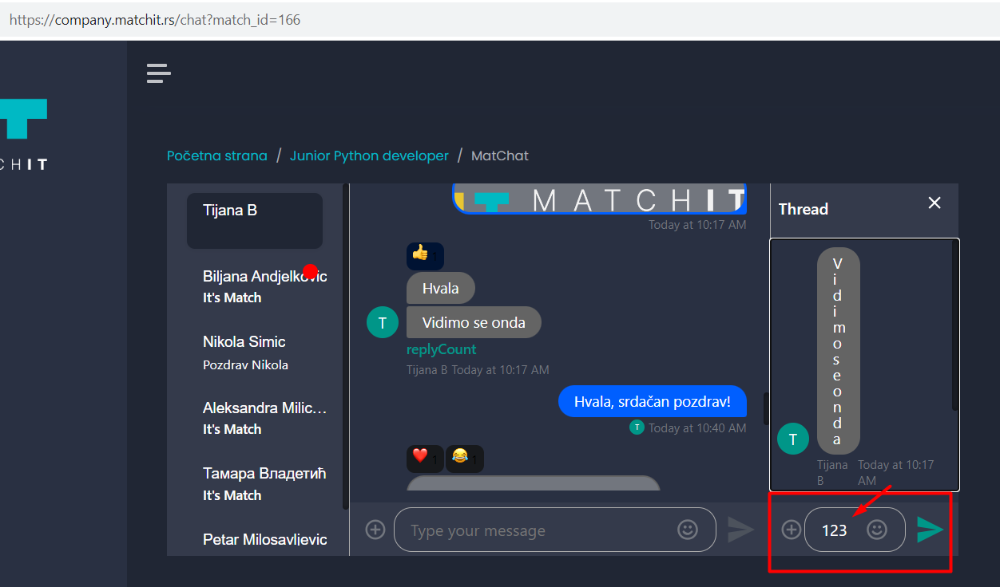 https://company.matchit.rs/chat?match_id=166
CHIT
Početna strana / Junior Python developer / MatChat
Tijana B
Biljana Andjelkovic
It's Match
Nikola Simic
Pozdrav Nikola
Aleksandra Milic...
It's Match
Тамара Владетић
It's Match
Petar Milosavljevic
MATCHIT
Today at 10:17 AM
1
Hvala
T
Vidimo se onda
replyCount
Tijana B Today at 10:17 AM
Hvala, srdačan pozdrav!
T Today at 10:40 AM
1 1
Type your message
Thread
V
i
d
i
m
o
s
e
o
n
d
a
T
Tijana B
Today at 10:17 AM
123